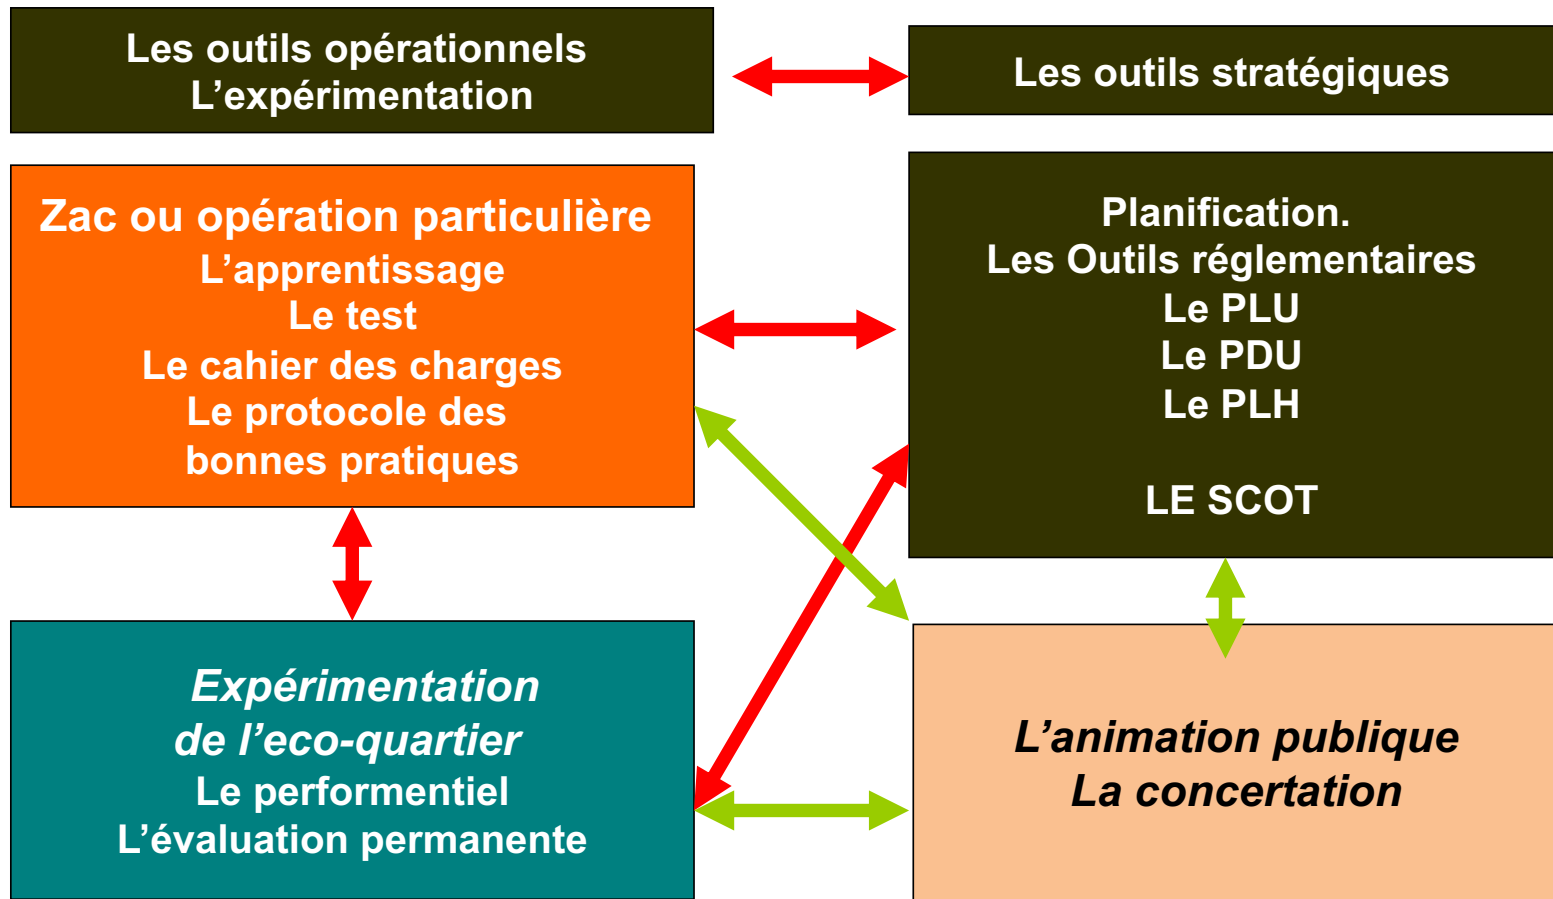 Les outils opérationnels
L’expérimentation
Les outils stratégiques
Zac ou opération particulière
L’apprentissage
Le test
Le cahier des charges
Le protocole des
bonnes pratiques
Planification.
Les Outils réglementaires
Le PLU
Le PDU
Le PLH
LE SCOT
Expérimentation
de l’eco-quartier
Le performentiel
L’évaluation permanente
L’animation publique
La concertation